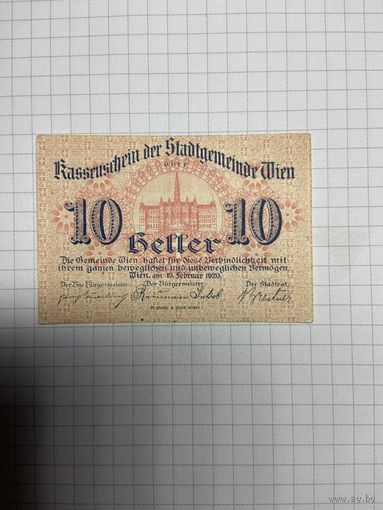 Kassenschein der Stadtgemeinde Wien
über
10 Heller 10
Die Gemeinde Wien haftet für diese Verbindlichkeit mit
ihrem ganzen beweglichen und unbeweglichen Vermögen.
Wien, am 19. Februar 1920.
Der Vize Bürgermeister Der Bürgermeister Der Stadtrat
www.ay.by